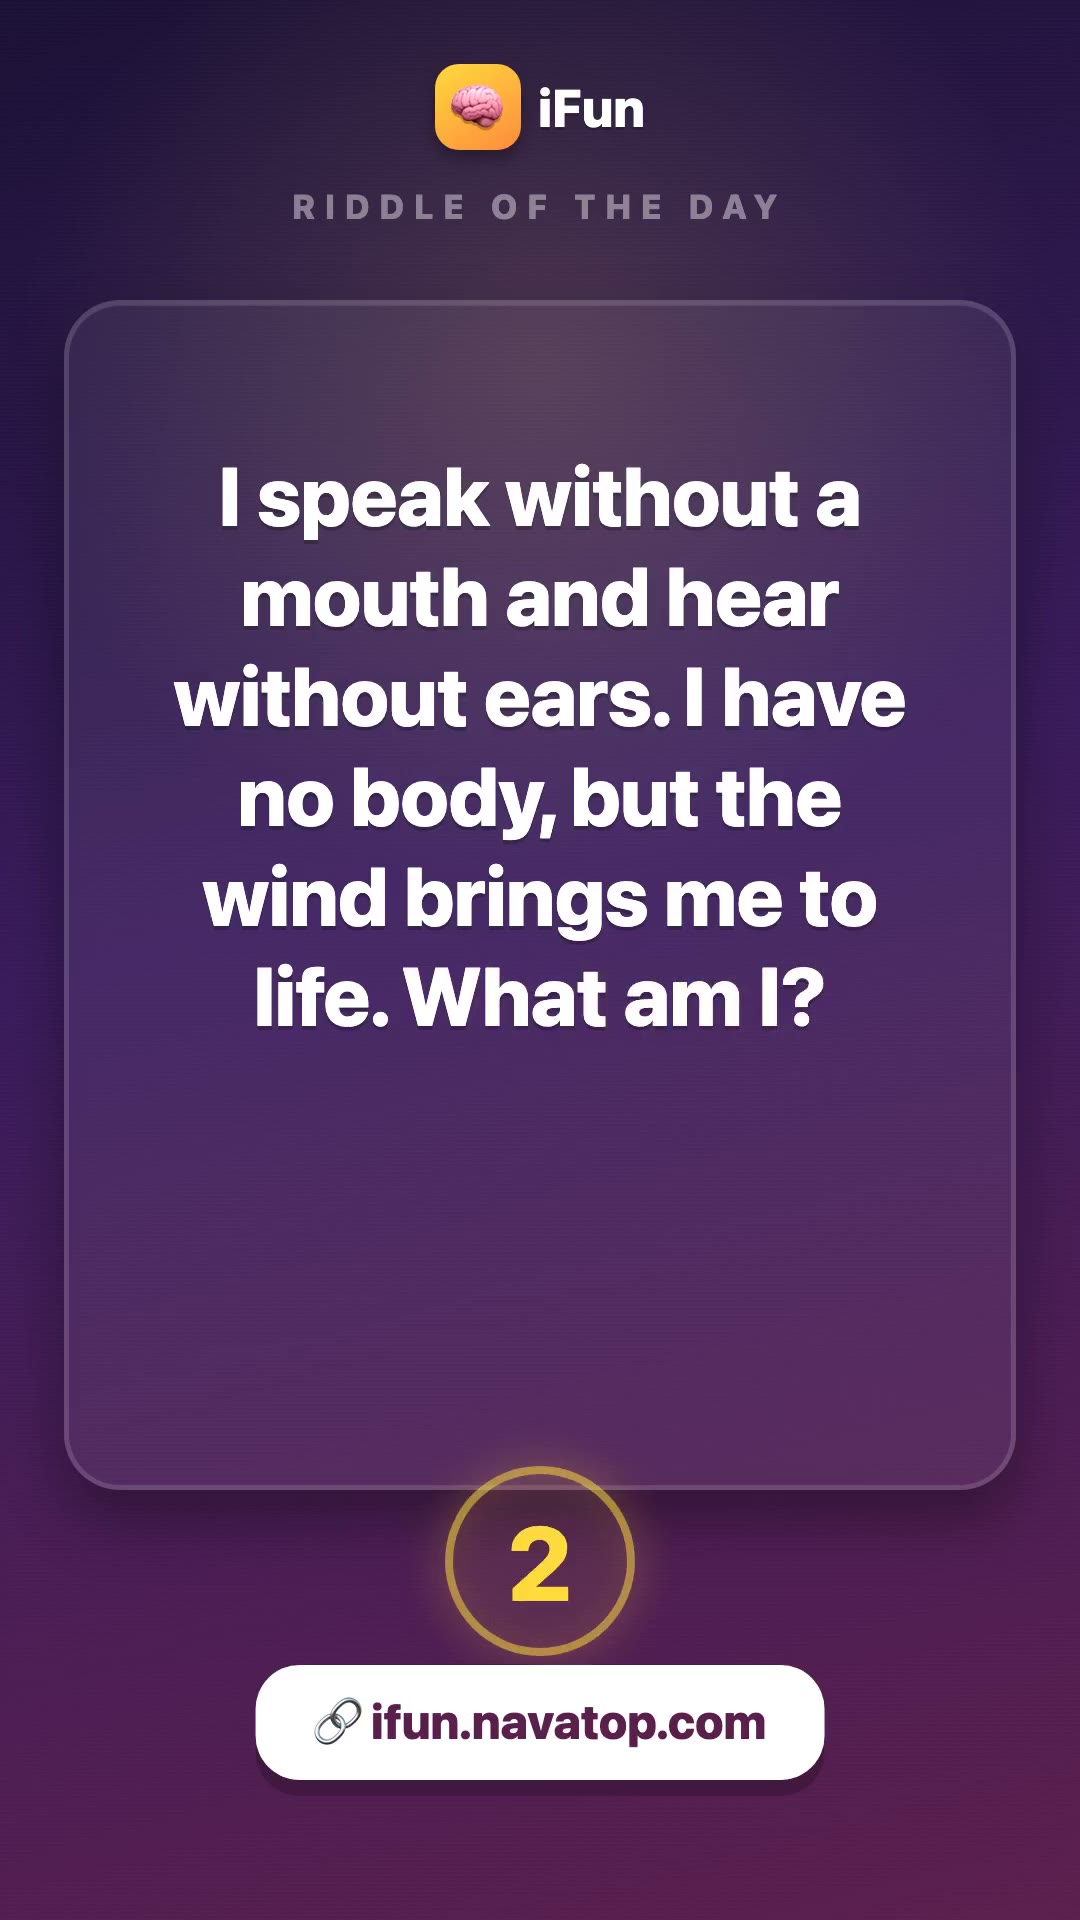 iFun
RIDDLE OF THE DAY
I speak without a
mouth and hear
without ears. I have
no body, but the
wind brings me to
life. What am I?
2
ifun.navatop.com